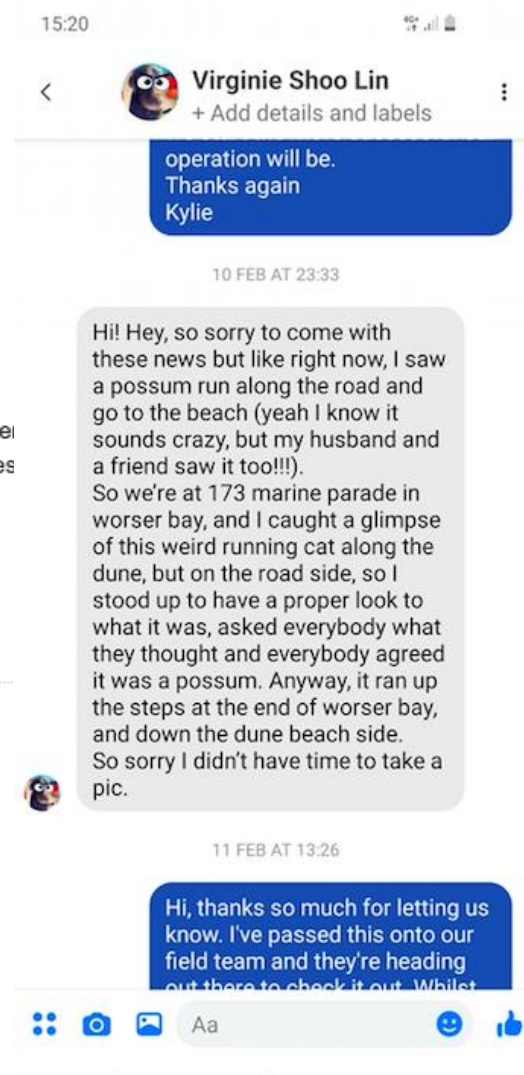 15:20
Virginie Shoo Lin
+ Add details and labels
operation will be.
Thanks again
Kylie
10 FEB AT 23:33
Hi! Hey, so sorry to come with
these news but like right now, I saw
a possum run along the road and
go to the beach (yeah I know it
sounds crazy, but my husband and
a friend saw it too!!!).
So we're at 173 marine parade in
worser bay, and I caught a glimpse
of this weird running cat along the
dune, but on the road side, so I
stood up to have a proper look to
what it was, asked everybody what
they thought and everybody agreed
it was a possum. Anyway, it ran up
the steps at the end of worser bay,
and down the dune beach side.
So sorry I didn't have time to take a
pic.
11 FEB AT 13:26
Hi, thanks so much for letting us
know. I've passed this onto our
field team and they're heading
out there to check it out. Whilst
Aa